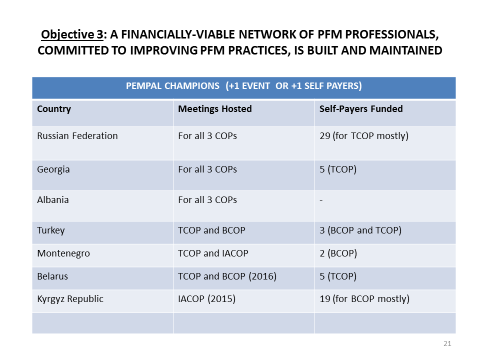 Objective 3: A FINANCIALLY-VIABLE NETWORK OF PFM PROFESSIONALS,
COMMITTED TO IMPROVING PFM PRACTICES, IS BUILT AND MAINTAINED
PEMPAL CHAMPIONS (+1 EVENT OR +1 SELF PAYERS)
Country Meetings Hosted Self-Payers Funded
Russian Federation For all 3 COPs 29 (for TCOP mostly)
Georgia For all 3 COPs 5 (TCOP)
Albania For all 3 COPs -
Turkey TCOP and BCOP 3 (BCOP and TCOP)
Montenegro TCOP and IACOP 2 (BCOP)
Belarus TCOP and BCOP (2016) 5 (TCOP)
Kyrgyz Republic IACOP (2015) 19 (for BCOP mostly)
21